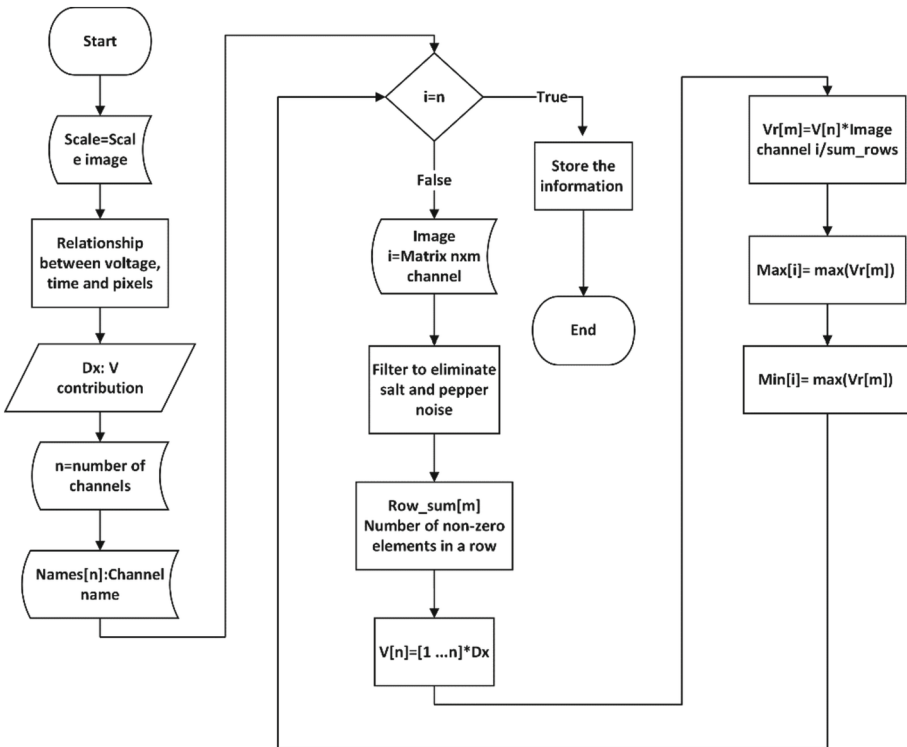 Start
Scale=Scal
e image
Relationship
between voltage,
time and pixels
Dx: V
contribution
n=number of
channels
Names[n]:Channel
name
i=n
True
False
Store the
information
End
Image
i=Matrix nxm
channel
Filter to eliminate
salt and pepper
noise
Row_sum[m]
Number of non-zero
elements in a row
V[n]=[1 ...n]*Dx
Vr[m]=V[n]*Image
channel i/sum_rows
Max[i]= max(Vr[m])
Min[i]= max(Vr[m])